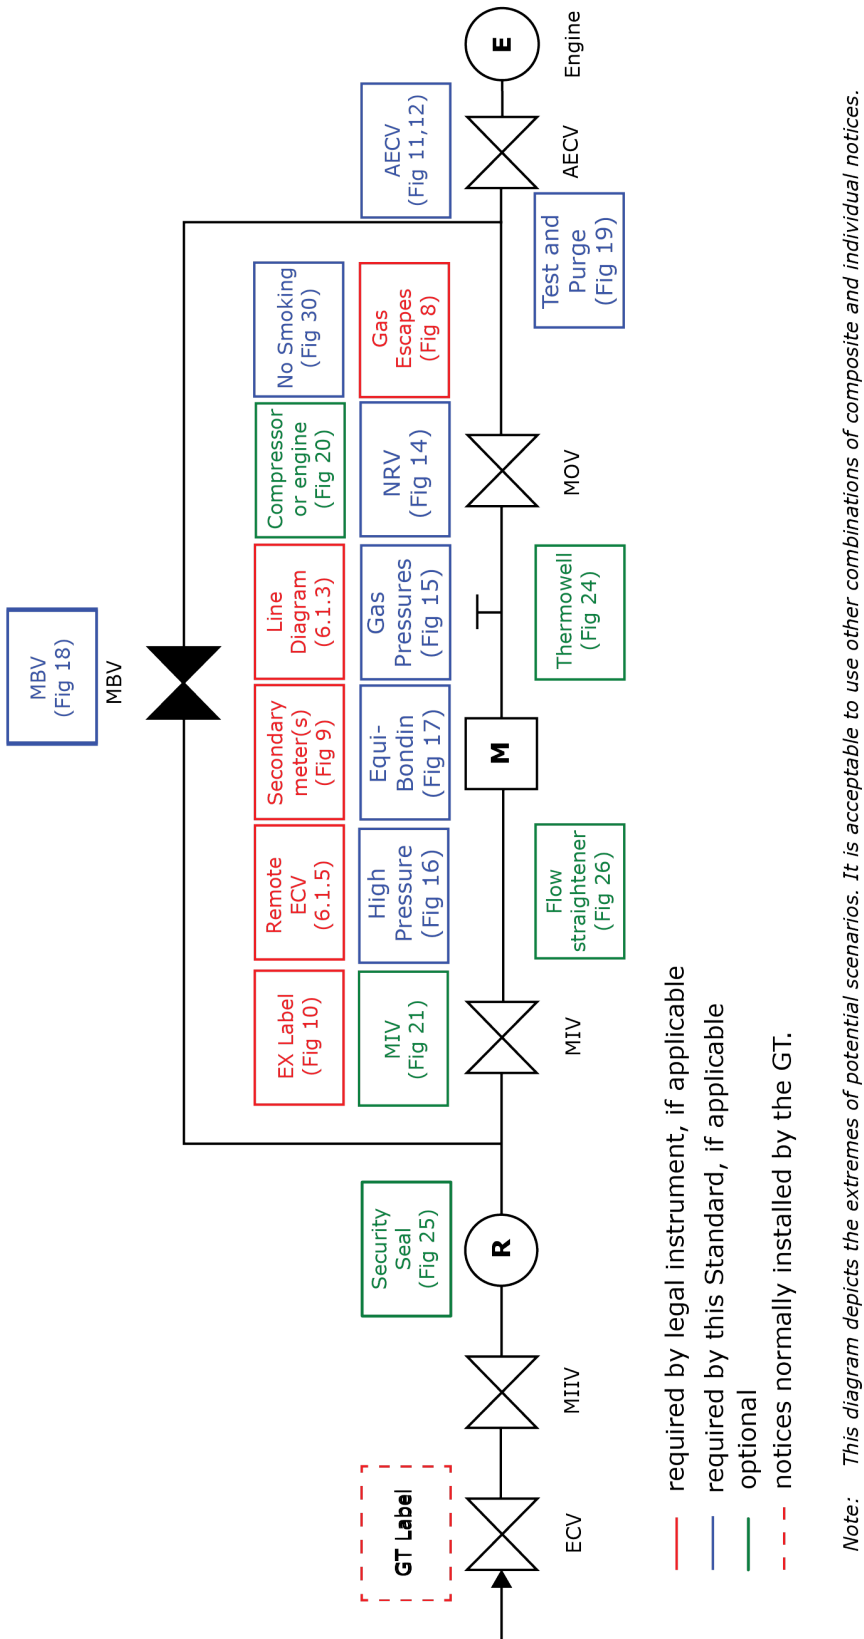 MBV
(Fig 18)
MBV
EX Label
(Fig 10)
Remote
ECV
(6.1.5)
Secondary
meter(s)
(Fig 9)
Line
Diagram
(6.1.3)
Compressor
or engine
(Fig 20)
No Smoking
(Fig 30)
GT Label
Security
Seal
(Fig 25)
MIV
(Fig 21)
High
Pressure
(Fig 16)
Equi-
Bondin
(Fig 17)
Gas
Pressures
(Fig 15)
NRV
(Fig 14)
Gas
Escapes
(Fig 8)
AECV
(Fig 11,12)
R
M
E
ECV
MIIV
MIV
Flow
straightener
(Fig 26)
Thermowell
(Fig 24)
MOV
Test and
Purge
(Fig 19)
AECV
Engine
required by legal instrument, if applicable
required by this Standard, if applicable
optional
notices normally installed by the GT.
Note: This diagram depicts the extremes of potential scenarios. It is acceptable to use other combinations of composite and individual notices.